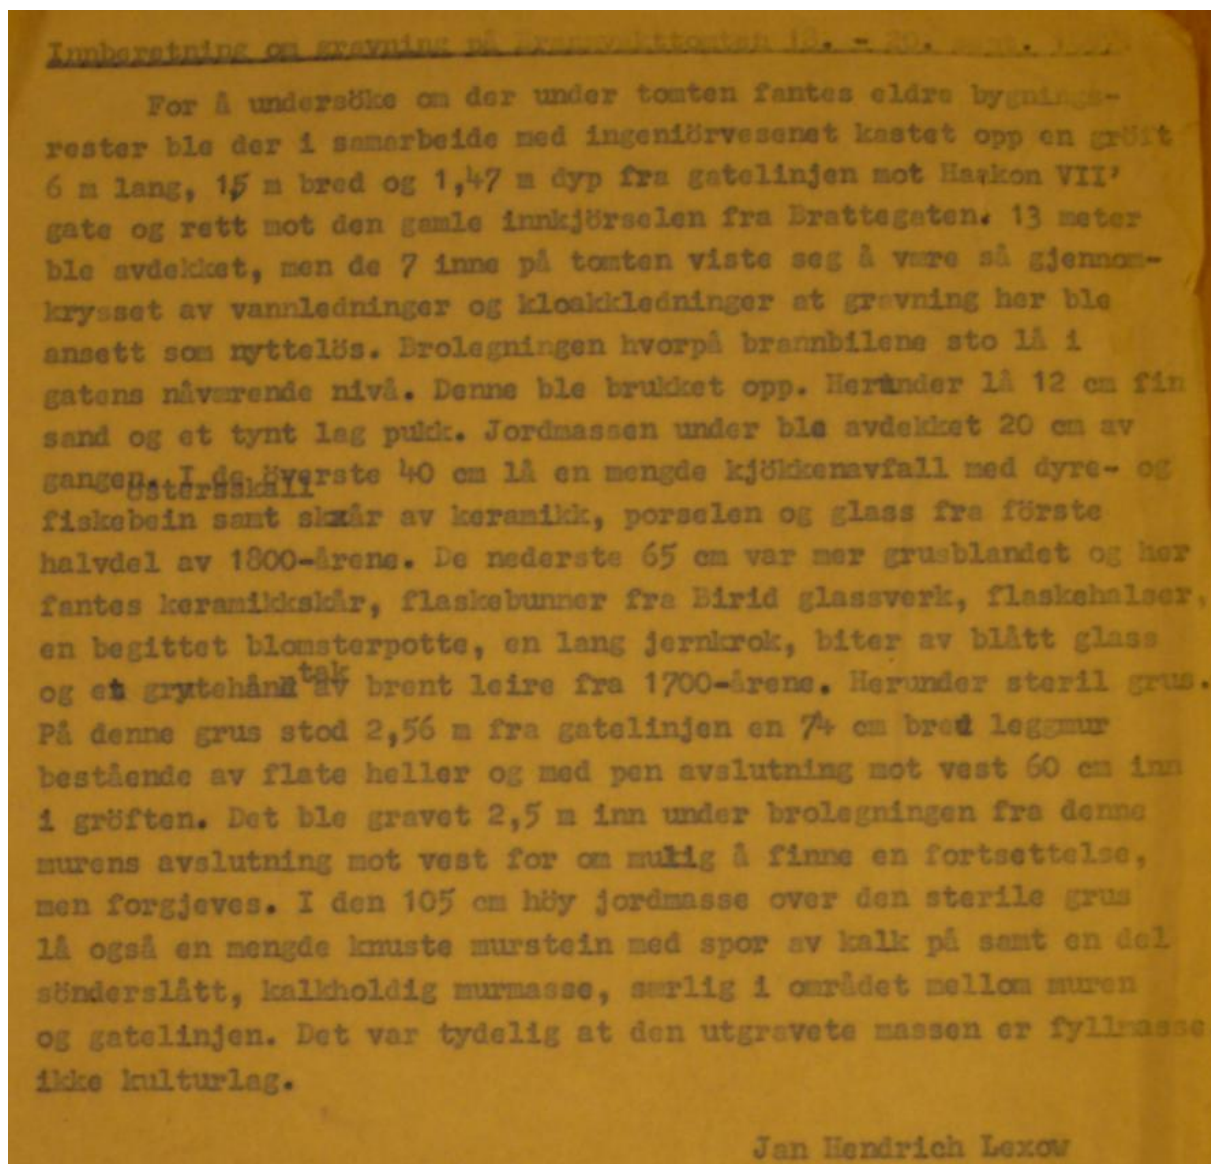 Innberetning om gravning på Brannvakttomten 18. - 20. sept.
For å undersöke om der under tomten fantes eldre bygnings-
rester ble der i samarbeide med ingeniörvesenet kastet opp en gröft
6 m lang, 1,5 m bred og 1,47 m dyp fra gatelinjen mot Haakon VII'
gate og rett mot den gamle innkjörselen fra Brattegaten. 13 meter
ble avdekket, men de 7 inne på tomten viste seg å være så gjennom-
krysset av vannledninger og kloakkledninger at gravning her ble
ansett som nyttelös. Brolegningen hvorpå brannbilene sto lå i
gatens nåværende nivå. Denne ble brukket opp. Herunder lå 12 cm fin
sand og et tynt lag pukk. Jordmassen under ble avdekket 20 cm av
gangen. I de överste 40 cm lå en mengde kjökkenavfall med dyre- og
östersskall
fiskebein samt skår av keramikk, porselen og glass fra förste
halvdel av 1800-årene. De nederste 65 cm var mer grusblandet og her
fantes keramikkskår, flaskebunner fra Birid glassverk, flaskehalser,
en begittet blomsterpotte, en lang jernkrok, biter av blått glass
og et grytehåndtak av brent leire fra 1700-årene. Herunder steril grus.
På denne grus stod 2,56 m fra gatelinjen en 74 cm bred leggmur
bestående av flate heller og med pen avslutning mot vest 60 cm inn
i gröften. Det ble gravet 2,5 m inn under brolegningen fra denne
murens avslutning mot vest for om mulig å finne en fortsettelse,
men forgjeves. I den 105 cm höy jordmasse over den sterile grus
lå også en mengde knuste murstein med spor av kalk på samt en del
sönderslått, kalkholdig murmasse, særlig i området mellom muren
og gatelinjen. Det var tydelig at den utgravete massen er fyllmasse
ikke kulturlag.
Jan Hendrich Lexow